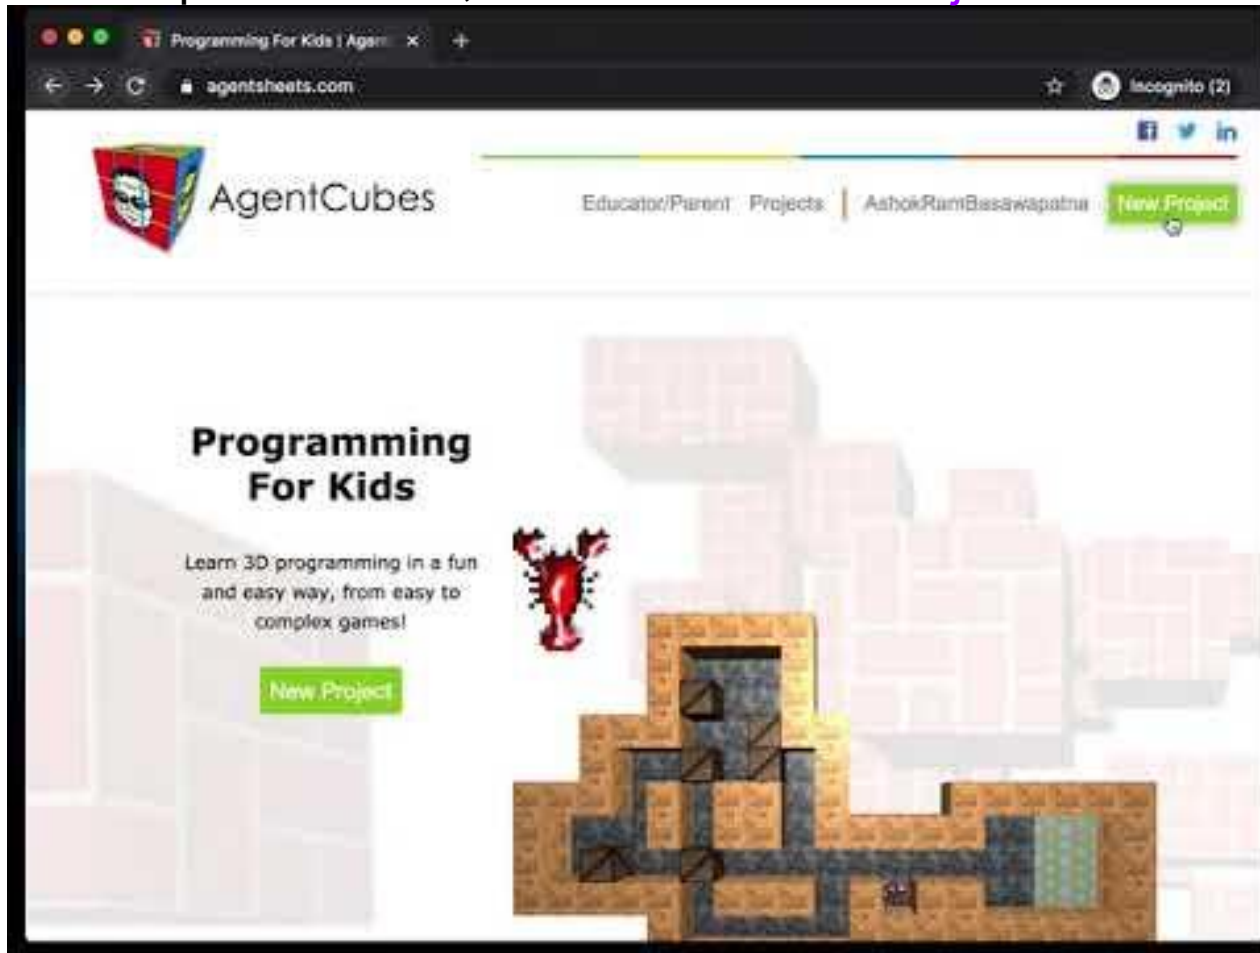 Programming For Kids | Agen
agentsheets.com
Incognito (2)
AgentCubes
Educator/Parent Projects AshokRamBasawapatna New Project
Programming
For Kids
Learn 3D programming in a fun
and easy way, from easy to
complex games!
New Project